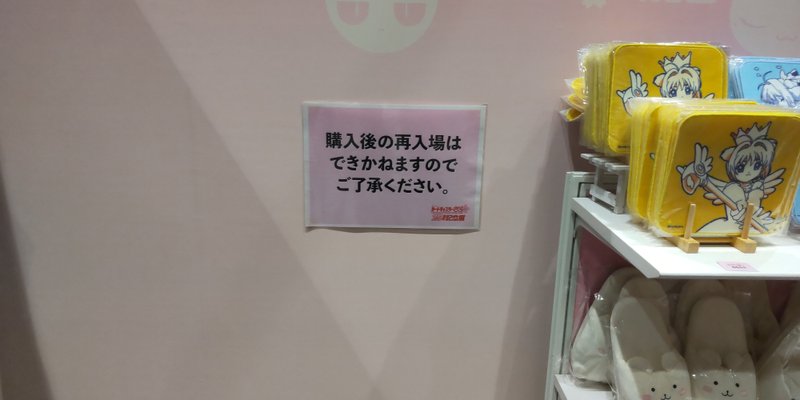 購入後の再入場は
できかねますので
ご了承ください。